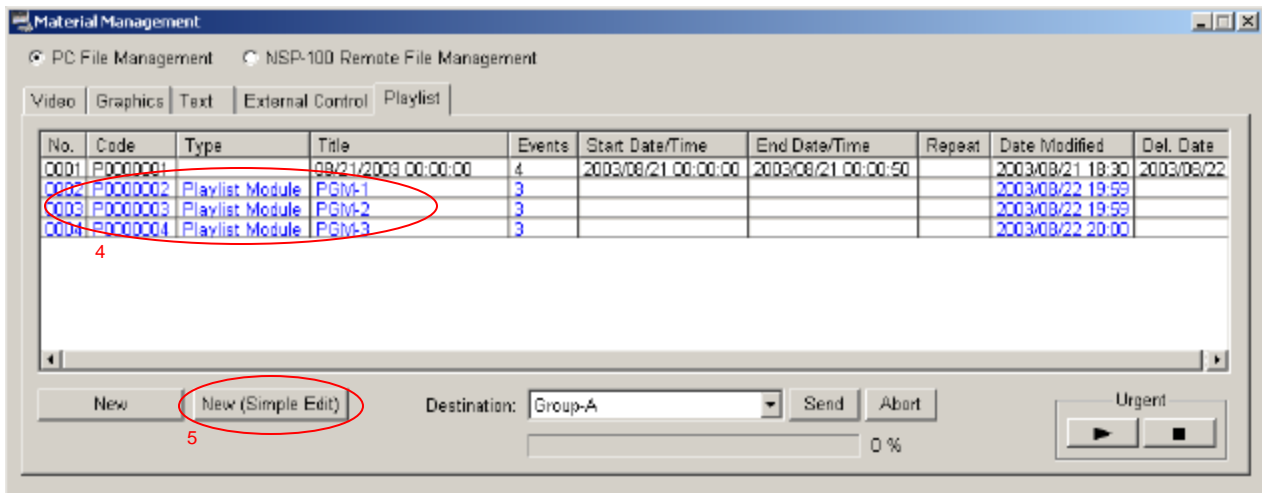 Material Management
PC File Management NSP-100 Remote File Management
Video Graphics Text External Control Playlist
No. Code Type Title Events Start Date/Time End Date/Time Repeat Date Modified Del. Date
0001 P0000001 08/21/2003 00:00:00 4 2003/08/21 00:00:00 2003/08/21 00:00:50 2003/08/21 18:30 2003/08/22
0002 P0000002 Playlist Module PGM-1 3 2003/08/22 19:59
0003 P0000003 Playlist Module PGM-2 3 2003/08/22 19:59
0004 P0000004 Playlist Module PGM-3 3 2003/08/22 20:00
4
New New (Simple Edit) Destination: Group-A Send Abort Urgent
5
0 %